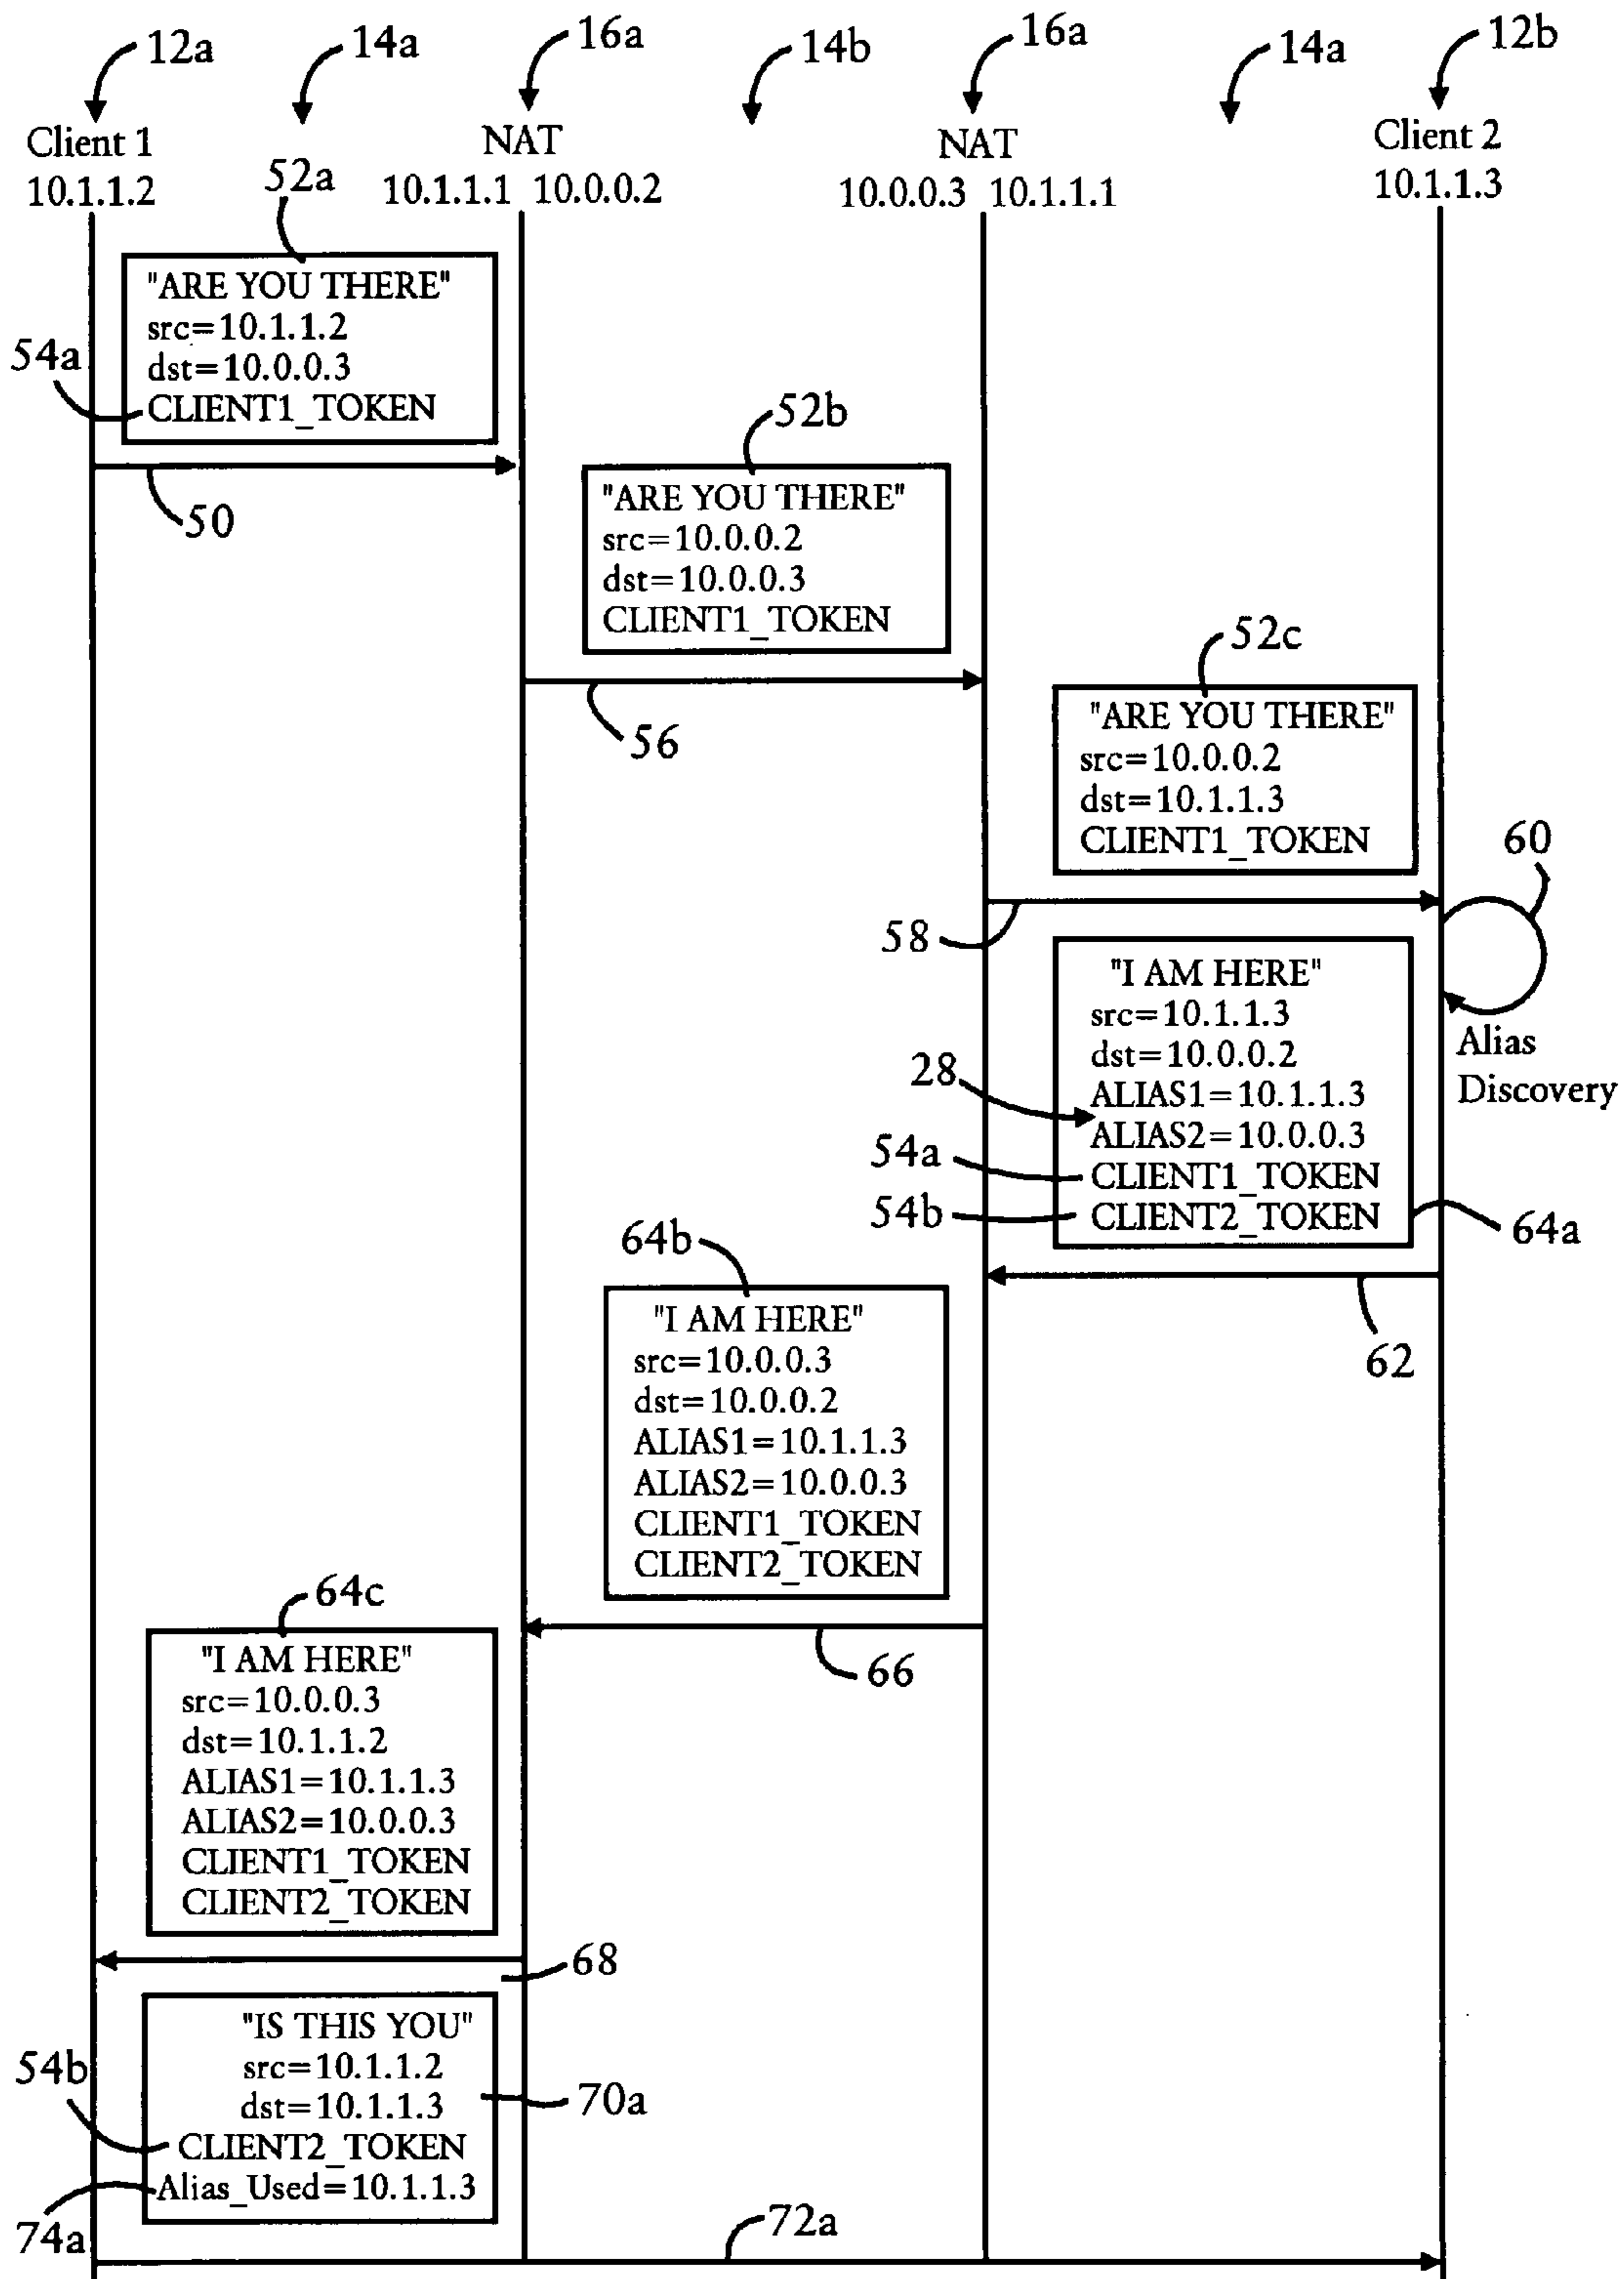 12a
14a
16a
14b
16a
14a
12b
Client 1
10.1.1.2
NAT
10.1.1.1 10.0.0.2
NAT
10.0.0.3 10.1.1.1
Client 2
10.1.1.3
52a
"ARE YOU THERE"
src=10.1.1.2
dst=10.0.0.3
CLIENT1_TOKEN
54a
50
52b
"ARE YOU THERE"
src=10.0.0.2
dst=10.0.0.3
CLIENT1_TOKEN
56
52c
"ARE YOU THERE"
src=10.0.0.2
dst=10.1.1.3
CLIENT1_TOKEN
58
60
Alias
Discovery
"I AM HERE"
src=10.1.1.3
dst=10.0.0.2
ALIAS1=10.1.1.3
ALIAS2=10.0.0.3
CLIENT1_TOKEN
CLIENT2_TOKEN
28
54a
54b
64a
62
64b
"I AM HERE"
src=10.0.0.3
dst=10.0.0.2
ALIAS1=10.1.1.3
ALIAS2=10.0.0.3
CLIENT1_TOKEN
CLIENT2_TOKEN
66
64c
"I AM HERE"
src=10.0.0.3
dst=10.1.1.2
ALIAS1=10.1.1.3
ALIAS2=10.0.0.3
CLIENT1_TOKEN
CLIENT2_TOKEN
68
"IS THIS YOU"
src=10.1.1.2
dst=10.1.1.3
CLIENT2_TOKEN
Alias_Used=10.1.1.3
54b
70a
74a
72a